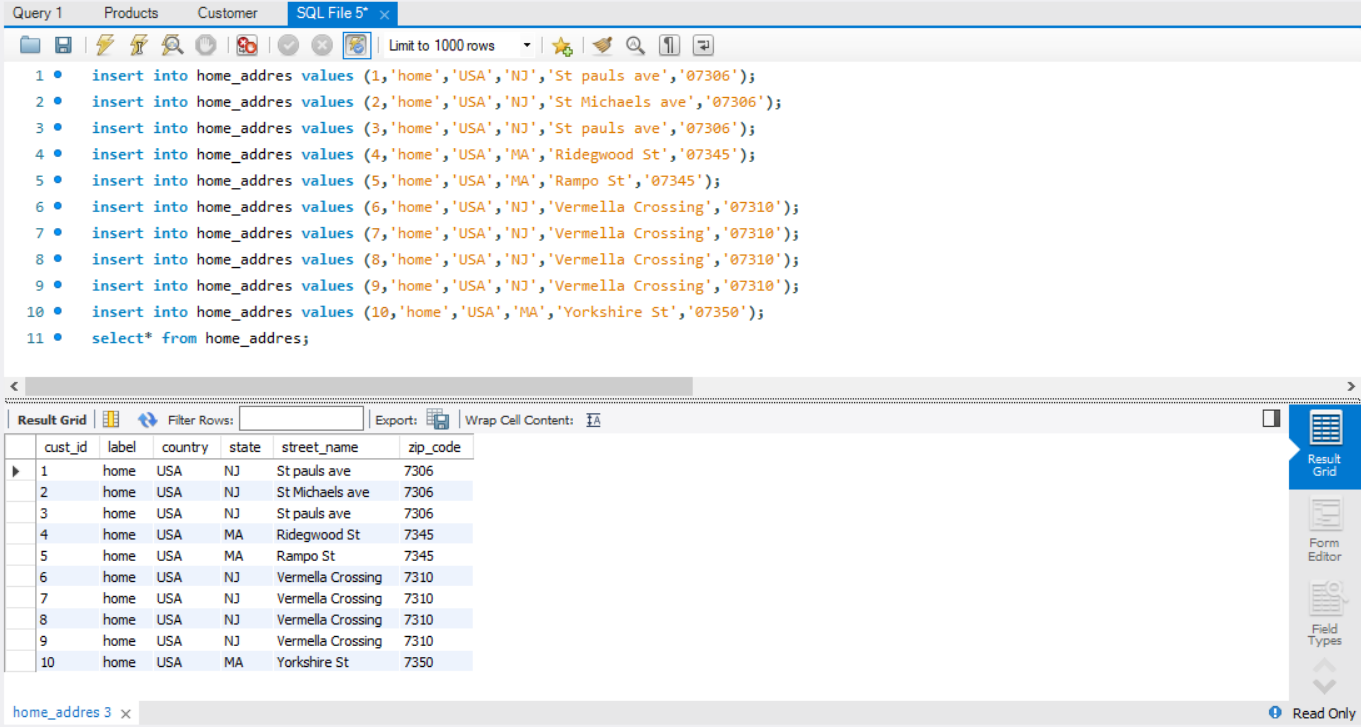 Query 1 Products Customer SQL File 5*
Limit to 1000 rows
1 insert into home_addres values (1,'home','USA','NJ','St pauls ave','07306');
2 insert into home_addres values (2,'home','USA','NJ','St Michaels ave','07306');
3 insert into home_addres values (3,'home','USA','NJ','St pauls ave','07306');
4 insert into home_addres values (4,'home','USA','MA','Ridegwood St','07345');
5 insert into home_addres values (5,'home','USA','MA','Rampo St','07345');
6 insert into home_addres values (6,'home','USA','NJ','Vermella Crossing','07310');
7 insert into home_addres values (7,'home','USA','NJ','Vermella Crossing','07310');
8 insert into home_addres values (8,'home','USA','NJ','Vermella Crossing','07310');
9 insert into home_addres values (9,'home','USA','NJ','Vermella Crossing','07310');
10 insert into home_addres values (10,'home','USA','MA','Yorkshire St','07350');
11 select* from home_addres;
Result Grid Filter Rows: Export: Wrap Cell Content:
cust_id label country state street_name zip_code
1 home USA NJ St pauls ave 7306
2 home USA NJ St Michaels ave 7306
3 home USA NJ St pauls ave 7306
4 home USA MA Ridegwood St 7345
5 home USA MA Rampo St 7345
6 home USA NJ Vermella Crossing 7310
7 home USA NJ Vermella Crossing 7310
8 home USA NJ Vermella Crossing 7310
9 home USA NJ Vermella Crossing 7310
10 home USA MA Yorkshire St 7350
Result
Grid
Form
Editor
Field
Types
home_addres 3
Read Only